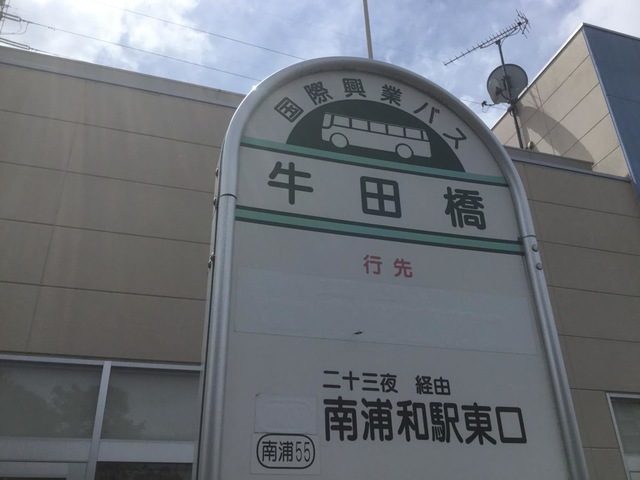 国際興業バス
牛田橋
行先
二十三夜 経由
南浦和駅東口
南浦55